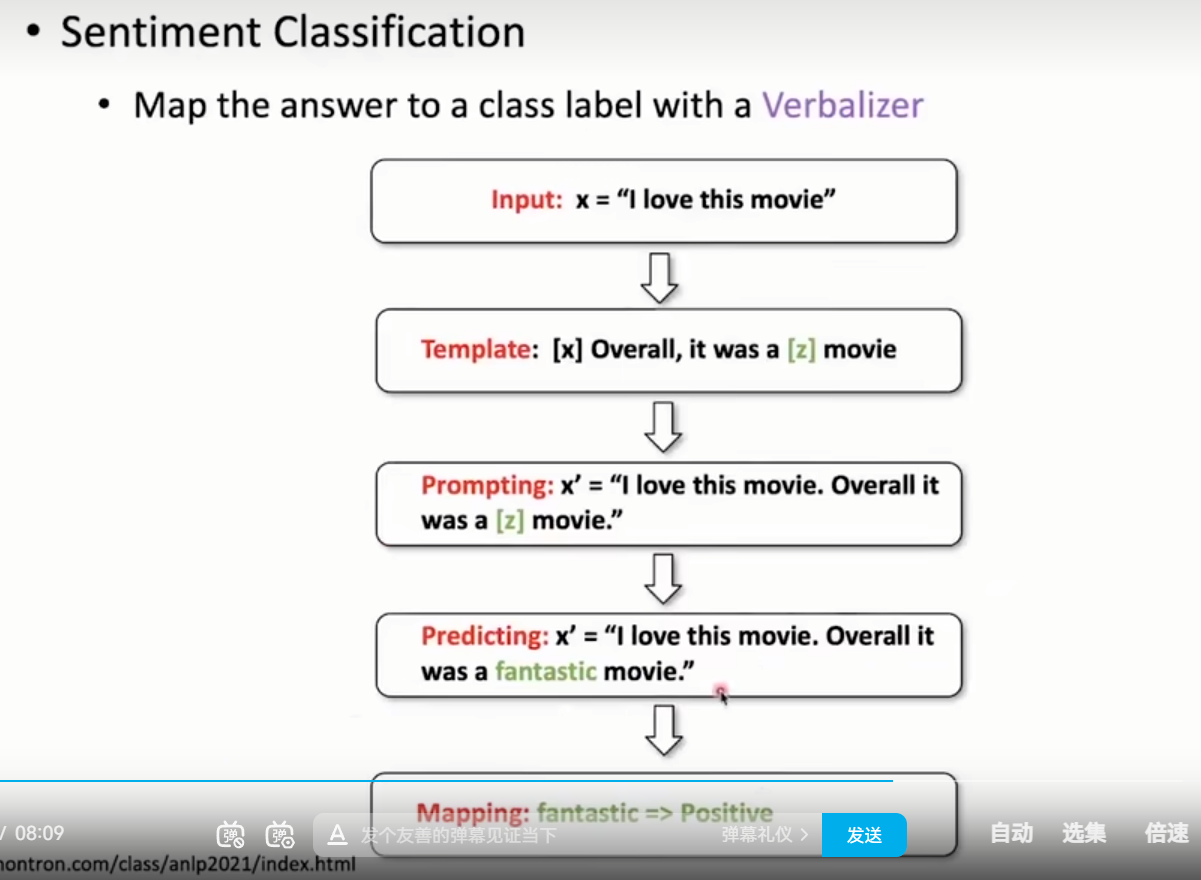 • Sentiment Classification
• Map the answer to a class label with a Verbalizer
Input: x = “I love this movie”
Template: [x] Overall, it was a [z] movie
Prompting: x’ = “I love this movie. Overall it
was a [z] movie.”
Predicting: x’ = “I love this movie. Overall it
was a fantastic movie.”
Mapping: fantastic => Positive
/ 08:09
弹
弹
A
发个友善的弹幕见证当下
弹幕礼仪 >
发送
自动
选集
倍速
nontron.com/class/anlp2021/index.html